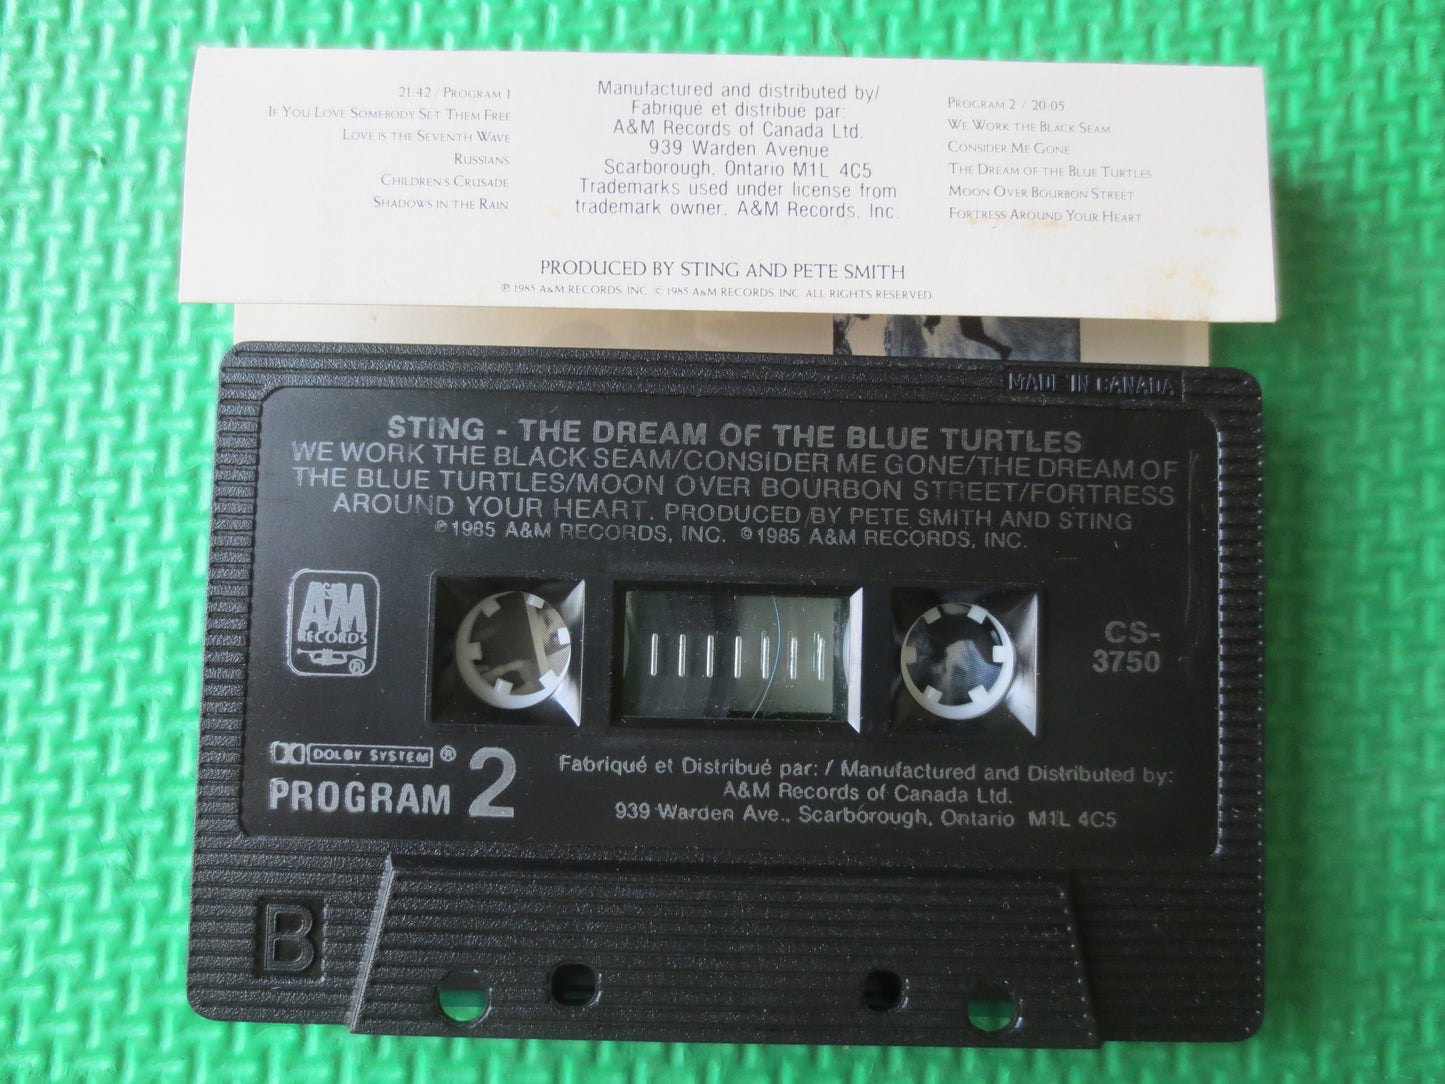 21:42 / Program 1
If You Love Somebody Set Them Free
Love is the Seventh Wave
Russians
Children's Crusade
Shadows in the Rain
Manufactured and distributed by/
Fabriqué et distribué par:
A&M Records of Canada Ltd.
939 Warden Avenue
Scarborough, Ontario M1L 4C5
Trademarks used under license from
trademark owner, A&M Records, Inc.
Program 2 / 20:05
We Work the Black Seam
Consider Me Gone
The Dream of the Blue Turtles
Moon Over Bourbon Street
Fortress Around Your Heart
PRODUCED BY STING AND PETE SMITH
℗ 1985 A&M RECORDS, INC. © 1985 A&M RECORDS, INC. ALL RIGHTS RESERVED.
MADE IN CANADA
STING - THE DREAM OF THE BLUE TURTLES
WE WORK THE BLACK SEAM/CONSIDER ME GONE/THE DREAM OF
THE BLUE TURTLES/MOON OVER BOURBON STREET/FORTRESS
AROUND YOUR HEART. PRODUCED BY PETE SMITH AND STING
℗1985 A&M RECORDS, INC. ©1985 A&M RECORDS, INC.
A&M
RECORDS
®
CS-
3750
DOLBY SYSTEM ®
PROGRAM 2
Fabriqué et Distribué par: / Manufactured and Distributed by:
A&M Records of Canada Ltd.
939 Warden Ave., Scarborough, Ontario M1L 4C5
B